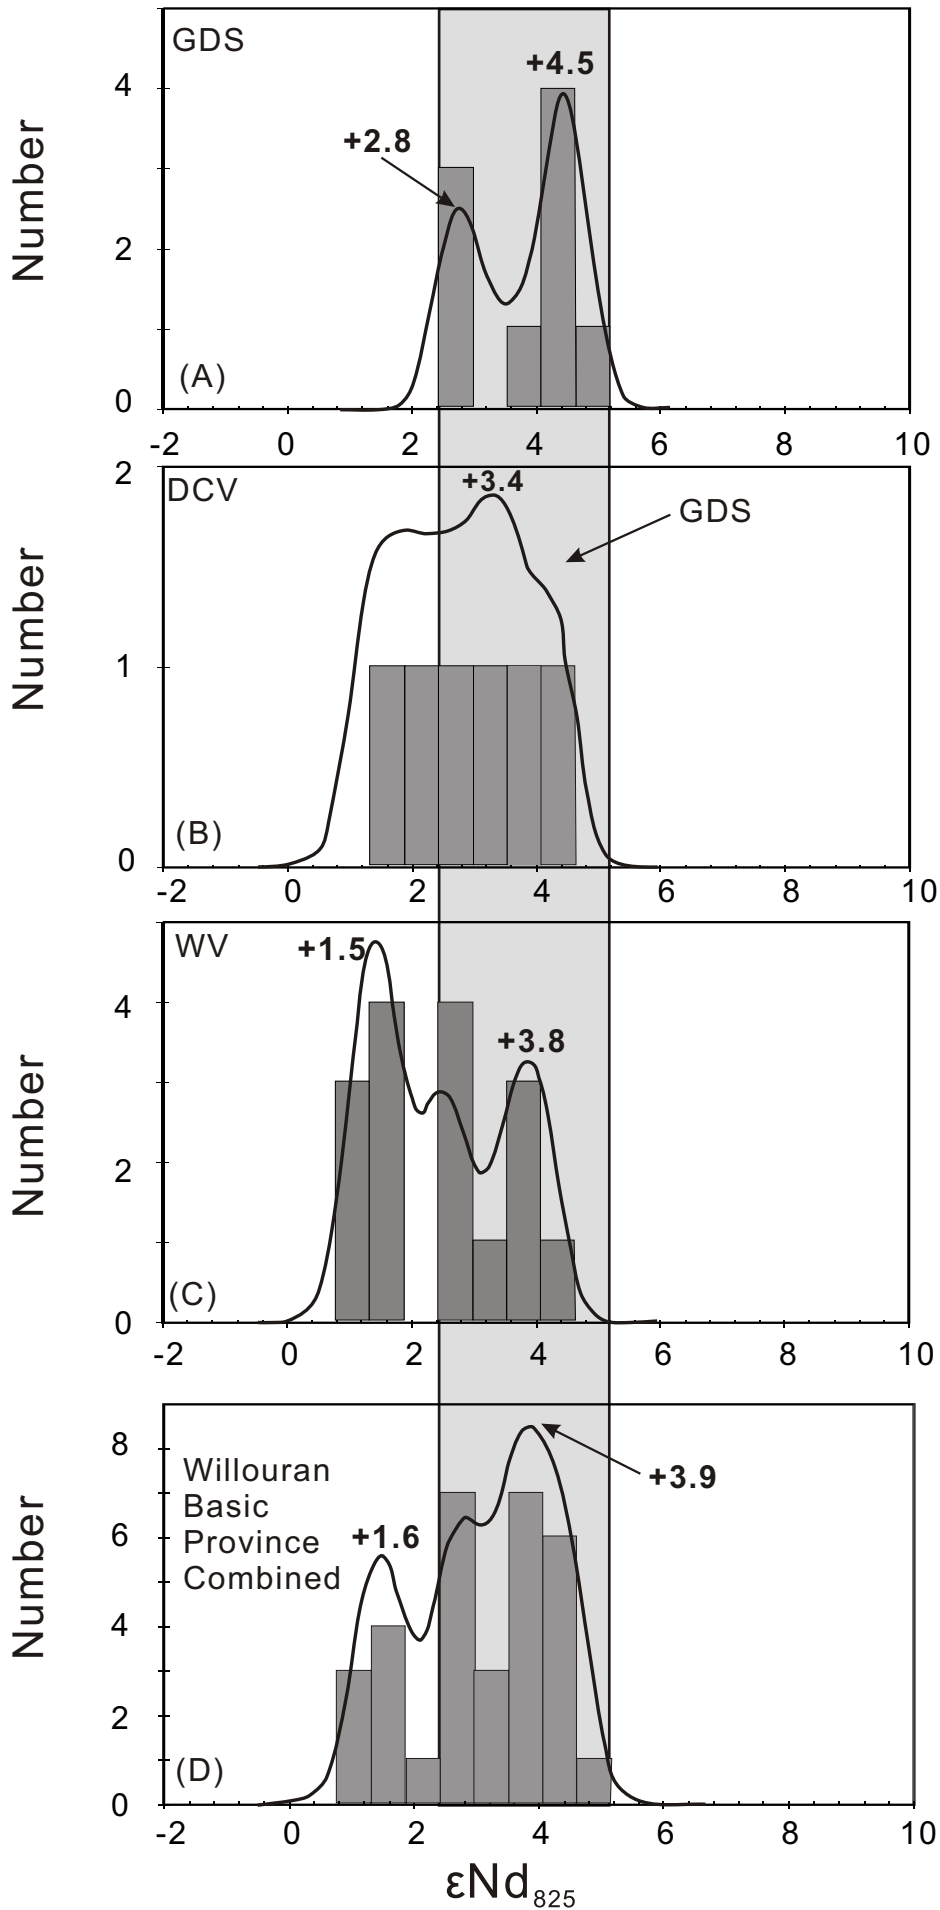 GDS
+4.5
4
+2.8
Number
2
(A)
0
-2 0 2 4 6 8 10
2
DCV
+3.4
GDS
Number
1
(B)
0
-2 0 2 4 6 8 10
WV
+1.5
4
+3.8
Number
2
(C)
0
-2 0 2 4 6 8 10
8
Willouran
+3.9
Basic
6
Province
+1.6
Combined
Number
4
2
(D)
0
-2 0 2 4 6 8 10
εNd825